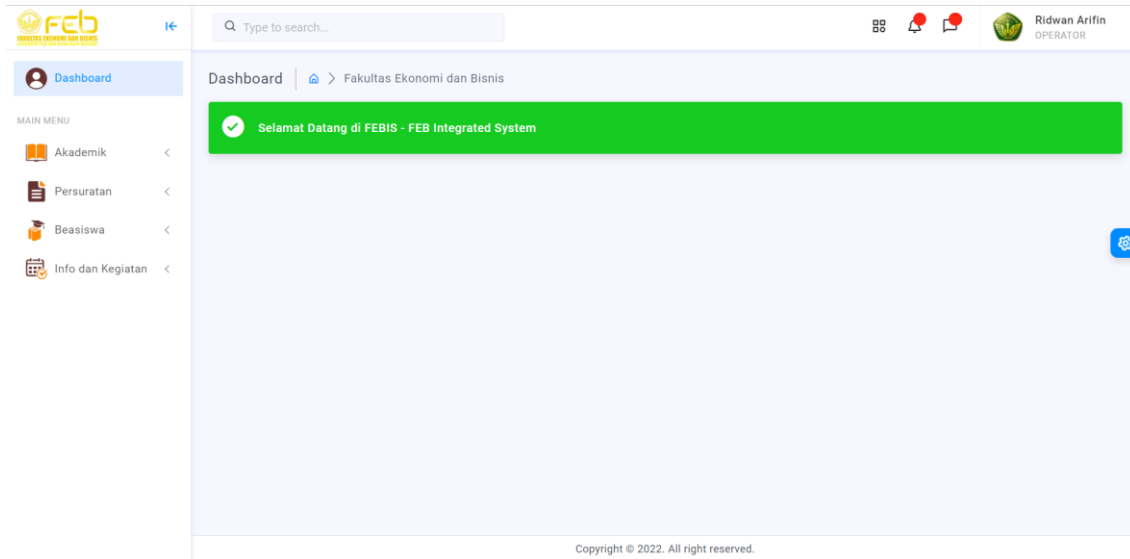 feb
FAKULTAS EKONOMI DAN BISNIS
Type to search...
Ridwan Arifin
OPERATOR
Dashboard
MAIN MENU
Akademik
Persuratan
Beasiswa
Info dan Kegiatan
Dashboard
> Fakultas Ekonomi dan Bisnis
Selamat Datang di FEBIS - FEB Integrated System
Copyright © 2022. All right reserved.